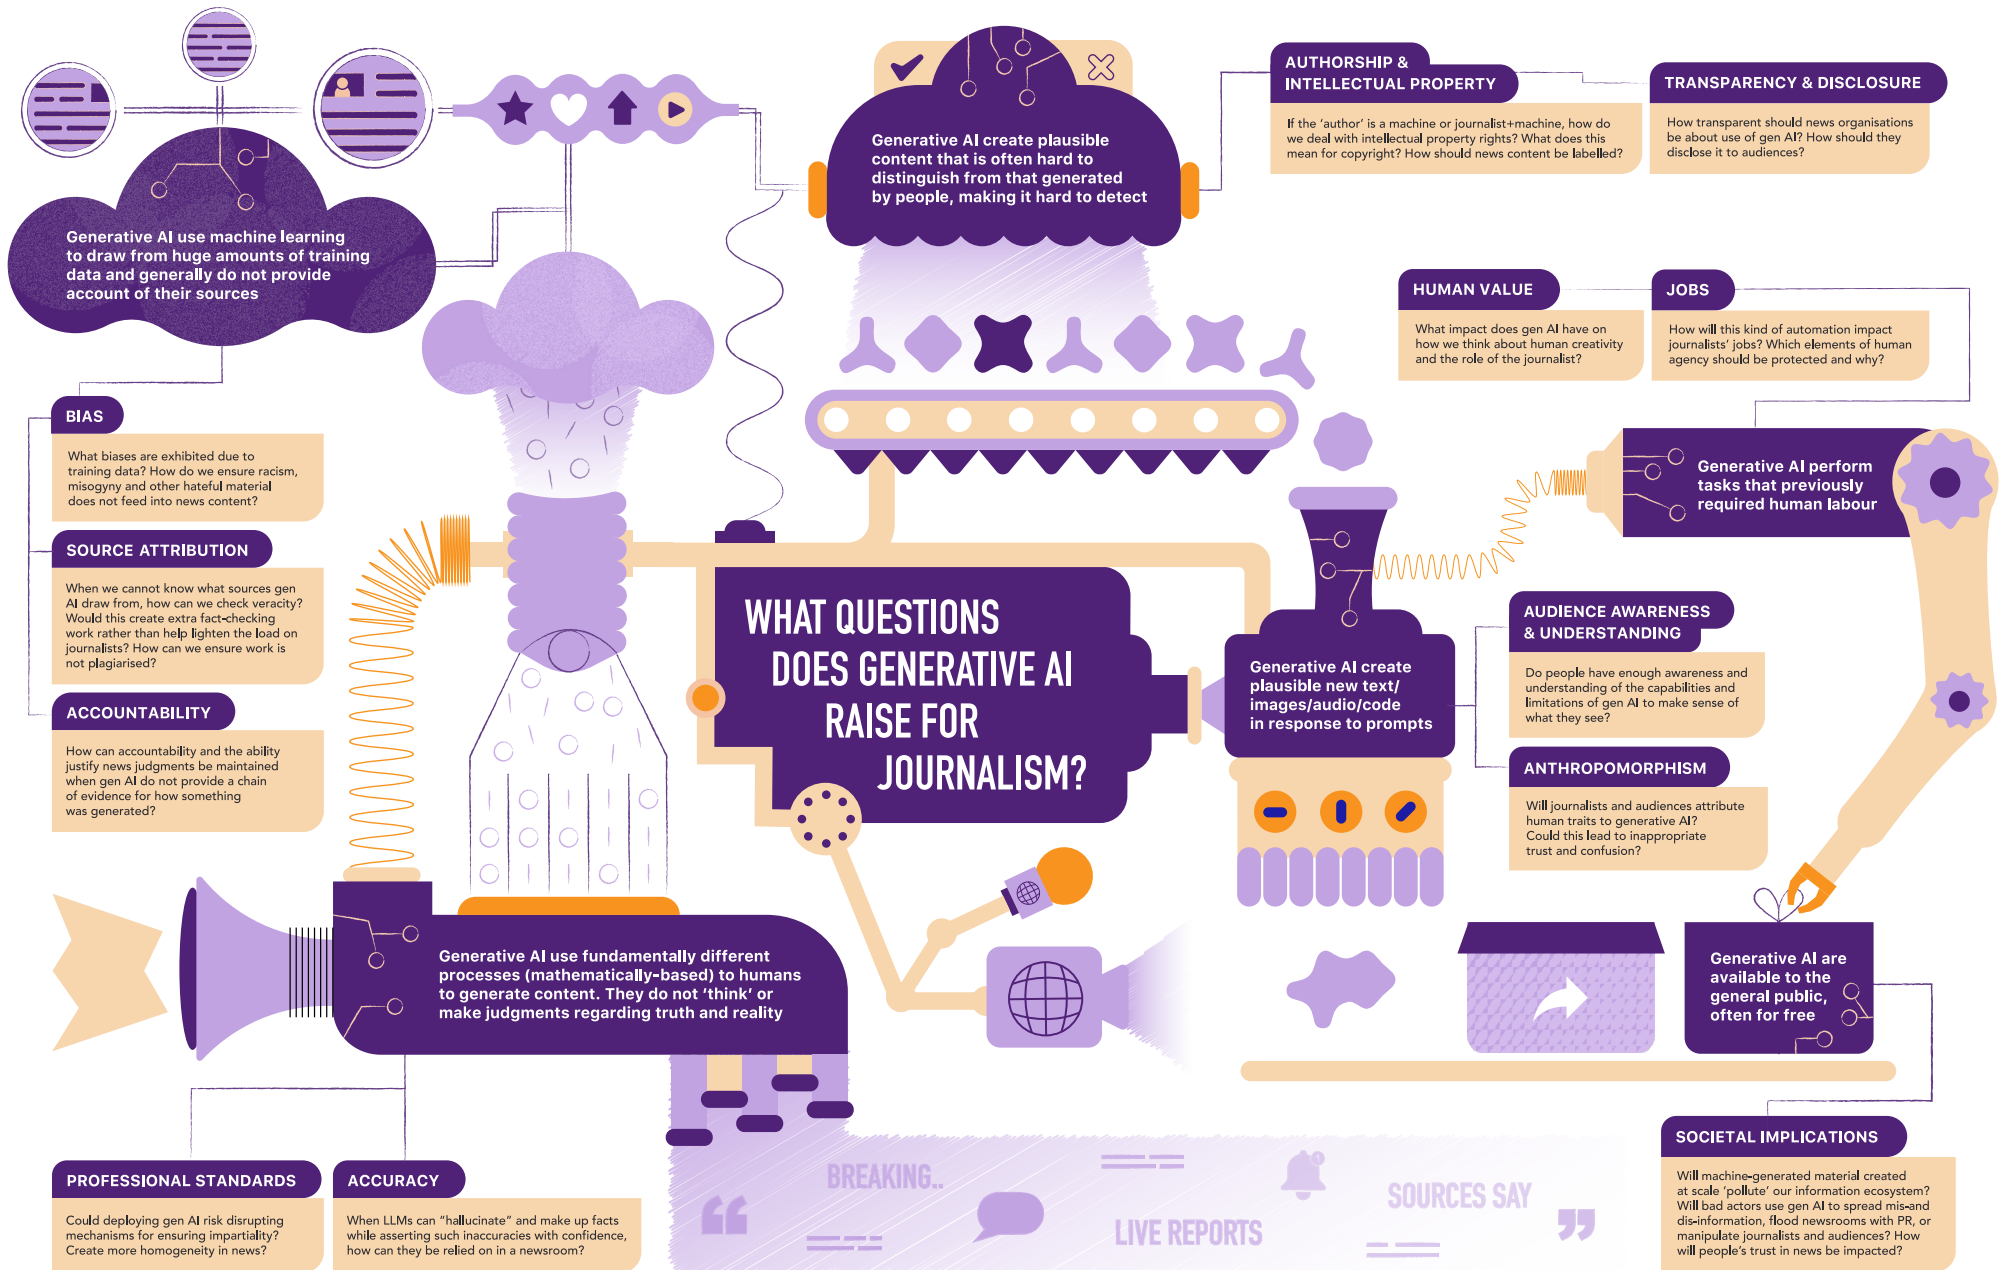 WHAT QUESTIONS
DOES GENERATIVE AI
RAISE FOR
JOURNALISM?
Generative AI use machine learning
to draw from huge amounts of training
data and generally do not provide
account of their sources
BIAS
What biases are exhibited due to
training data? How do we ensure racism,
misogyny and other hateful material
does not feed into news content?
SOURCE ATTRIBUTION
When we cannot know what sources gen
AI draw from, how can we check veracity?
Would this create extra fact-checking
work rather than help lighten the load on
journalists? How can we ensure work is
not plagiarised?
ACCOUNTABILITY
How can accountability and the ability
justify news judgments be maintained
when gen AI do not provide a chain
of evidence for how something
was generated?
Generative AI create plausible
content that is often hard to
distinguish from that generated
by people, making it hard to detect
AUTHORSHIP &
INTELLECTUAL PROPERTY
If the ‘author’ is a machine or journalist+machine, how do
we deal with intellectual property rights? What does this
mean for copyright? How should news content be labelled?
TRANSPARENCY & DISCLOSURE
How transparent should news organisations
be about use of gen AI? How should they
disclose it to audiences?
HUMAN VALUE
What impact does gen AI have on
how we think about human creativity
and the role of the journalist?
JOBS
How will this kind of automation impact
journalists’ jobs? Which elements of human
agency should be protected and why?
Generative AI perform
tasks that previously
required human labour
Generative AI create
plausible new text/
images/audio/code
in response to prompts
AUDIENCE AWARENESS
& UNDERSTANDING
Do people have enough awareness and
understanding of the capabilities and
limitations of gen AI to make sense of
what they see?
ANTHROPOMORPHISM
Will journalists and audiences attribute
human traits to generative AI?
Could this lead to inappropriate
trust and confusion?
Generative AI use fundamentally different
processes (mathematically-based) to humans
to generate content. They do not ‘think’ or
make judgments regarding truth and reality
PROFESSIONAL STANDARDS
Could deploying gen AI risk disrupting
mechanisms for ensuring impartiality?
Create more homogeneity in news?
ACCURACY
When LLMs can “hallucinate” and make up facts
while asserting such inaccuracies with confidence,
how can they be relied on in a newsroom?
Generative AI are
available to the
general public,
often for free
SOCIETAL IMPLICATIONS
Will machine-generated material created
at scale ‘pollute’ our information ecosystem?
Will bad actors use gen AI to spread mis-and
dis-information, flood newsrooms with PR, or
manipulate journalists and audiences? How
will people’s trust in news be impacted?
“
BREAKING..
LIVE REPORTS
1
SOURCES SAY
”